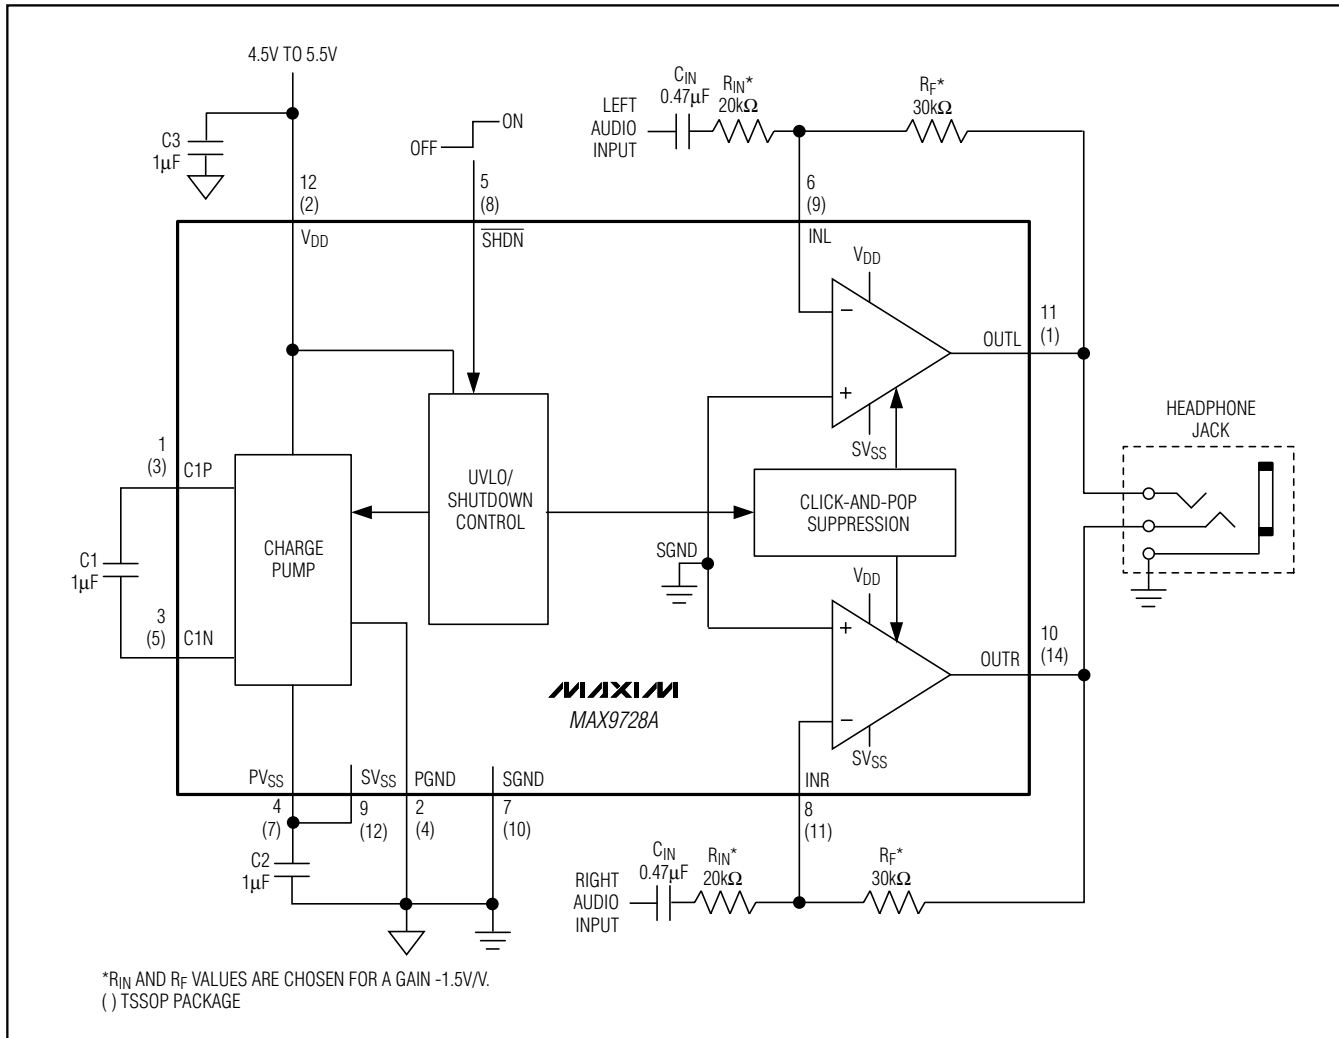 4.5V TO 5.5V
C3
1µF
OFF
ON
12
(2)
5
(8)
LEFT
AUDIO
INPUT
CIN
0.47µF
RIN*
20kΩ
RF*
30kΩ
6
(9)
VDD
SHDN
INL
VDD
−
+
SVSS
OUTL
11
(1)
HEADPHONE
JACK
1
(3)
C1P
C1
1µF
3
(5)
C1N
CHARGE
PUMP
UVLO/
SHUTDOWN
CONTROL
CLICK-AND-POP
SUPPRESSION
SGND
VDD
+
−
SVSS
OUTR
10
(14)
MAXIM
MAX9728A
PVSS
SVSS
PGND
SGND
INR
4
(7)
9
(12)
2
(4)
7
(10)
8
(11)
C2
1µF
RIGHT
AUDIO
INPUT
CIN
0.47µF
RIN*
20kΩ
RF*
30kΩ
*RIN AND RF VALUES ARE CHOSEN FOR A GAIN -1.5V/V.
( ) TSSOP PACKAGE